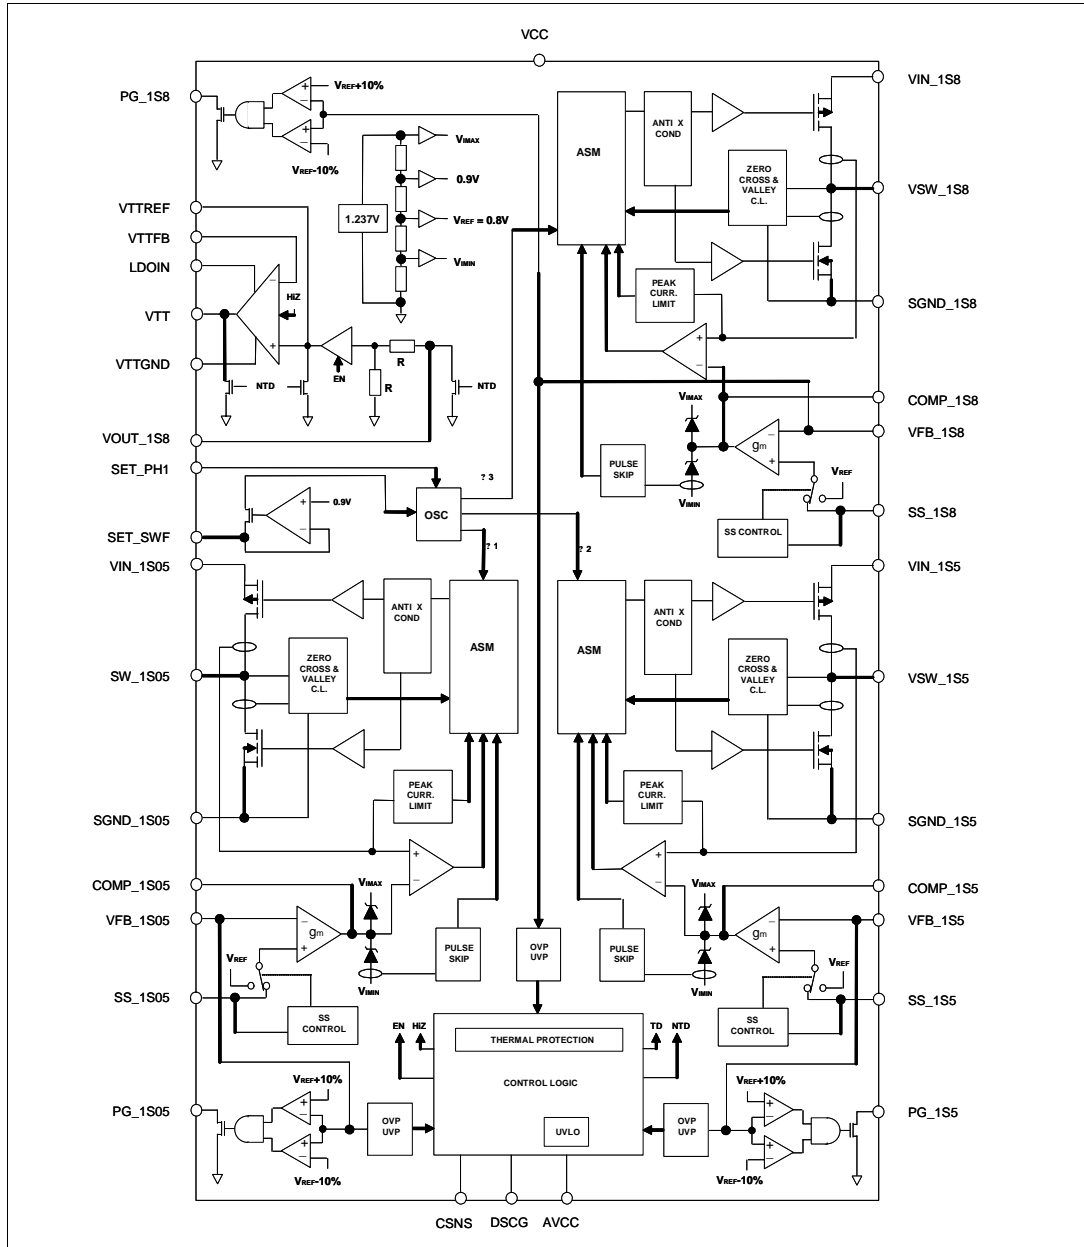 VCC
PG_1S8
VREF+10%
VREF-10%
VIMAX
0.9V
VREF = 0.8V
VIMIN
1.237V
ASM
ANTI X
COND
ZERO
CROSS &
VALLEY
C.L.
PEAK
CURR.
LIMIT
VIN_1S8
VSW_1S8
SGND_1S8
VTTREF
VTTFB
LDOIN
VTT
VTTGND
HiZ
NTD
EN
R
R
NTD
VOUT_1S8
SET_PH1
SET_SWF
0.9V
OSC
? 3
? 1
? 2
VIMAX
VIMIN
PULSE
SKIP
gm
VREF
SS CONTROL
COMP_1S8
VFB_1S8
SS_1S8
VIN_1S05
SW_1S05
SGND_1S05
ANTI X
COND
ASM
ZERO
CROSS &
VALLEY
C.L.
PEAK
CURR.
LIMIT
ASM
ANTI X
COND
ZERO
CROSS &
VALLEY
C.L.
PEAK
CURR.
LIMIT
VIN_1S5
VSW_1S5
SGND_1S5
COMP_1S05
VFB_1S05
SS_1S05
gm
VREF
VIMAX
VIMIN
SS
CONTROL
PULSE
SKIP
OVP
UVP
PULSE
SKIP
VIMAX
VIMIN
gm
VREF
SS
CONTROL
COMP_1S5
VFB_1S5
SS_1S5
EN
HiZ
TD
NTD
THERMAL PROTECTION
CONTROL LOGIC
UVLO
PG_1S05
VREF+10%
VREF-10%
OVP
UVP
OVP
UVP
VREF+10%
VREF-10%
PG_1S5
CSNS
DSCG
AVCC